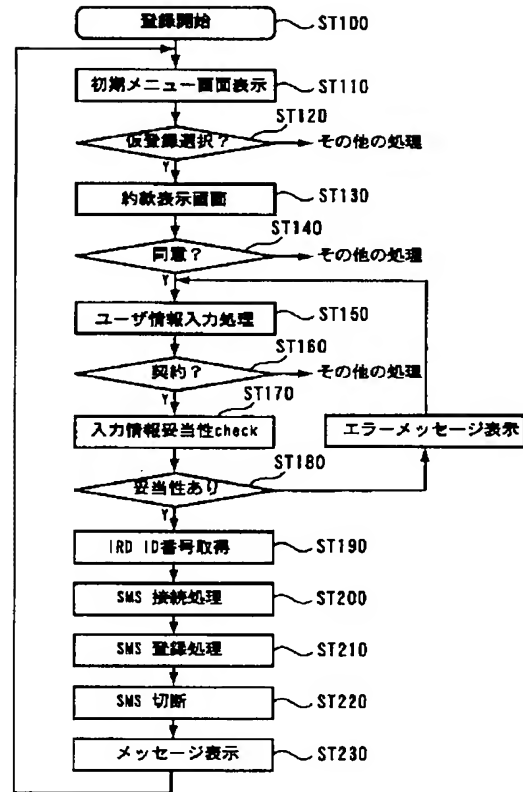 登録開始
ST100
初期メニュー画面表示
ST110
ST120
仮登録選択?
その他の処理
Y
約款表示画面
ST130
ST140
同意?
その他の処理
Y
ユーザ情報入力処理
ST150
ST160
契約?
その他の処理
Y
ST170
入力情報妥当性check
エラーメッセージ表示
ST180
妥当性あり
Y
IRD ID番号取得
ST190
SMS 接続処理
ST200
SMS 登録処理
ST210
SMS 切断
ST220
メッセージ表示
ST230